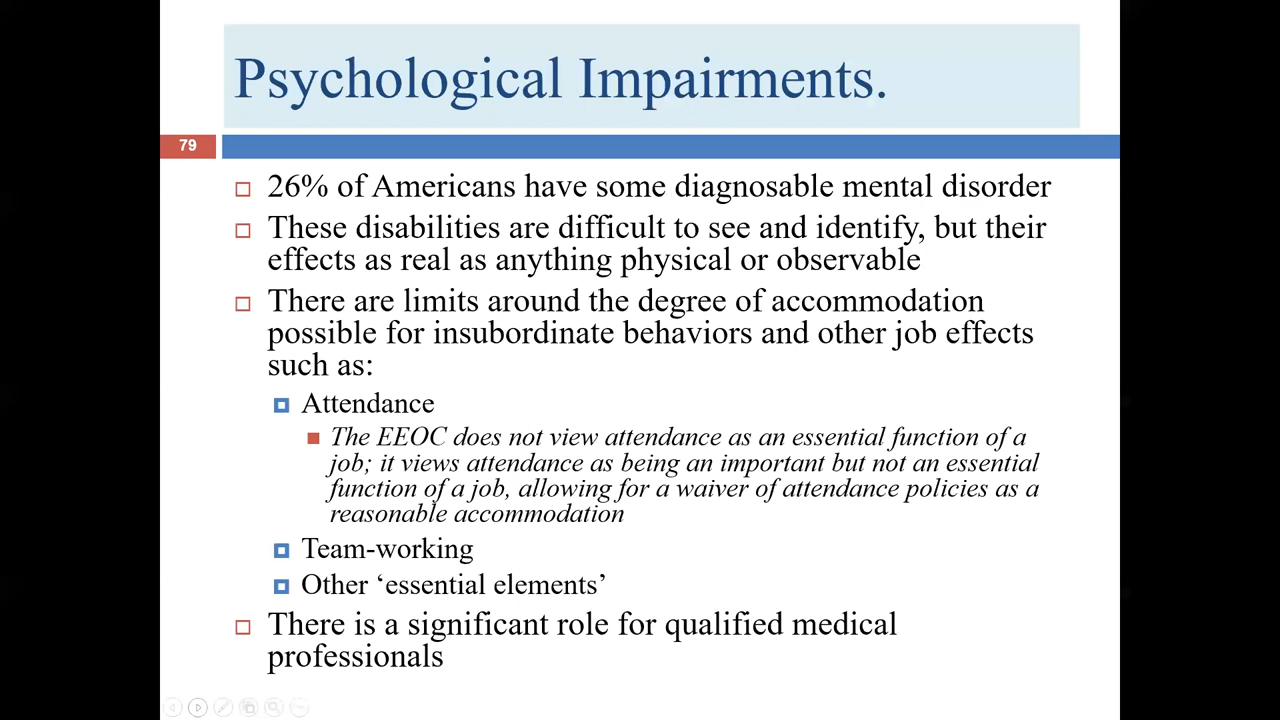 Psychological Impairments.
79
26% of Americans have some diagnosable mental disorder
These disabilities are difficult to see and identify, but their
effects as real as anything physical or observable
There are limits around the degree of accommodation
possible for insubordinate behaviors and other job effects
such as:
Attendance
The EEOC does not view attendance as an essential function of a
job; it views attendance as being an important but not an essential
function of a job, allowing for a waiver of attendance policies as a
reasonable accommodation
Team-working
Other ‘essential elements’
There is a significant role for qualified medical
professionals